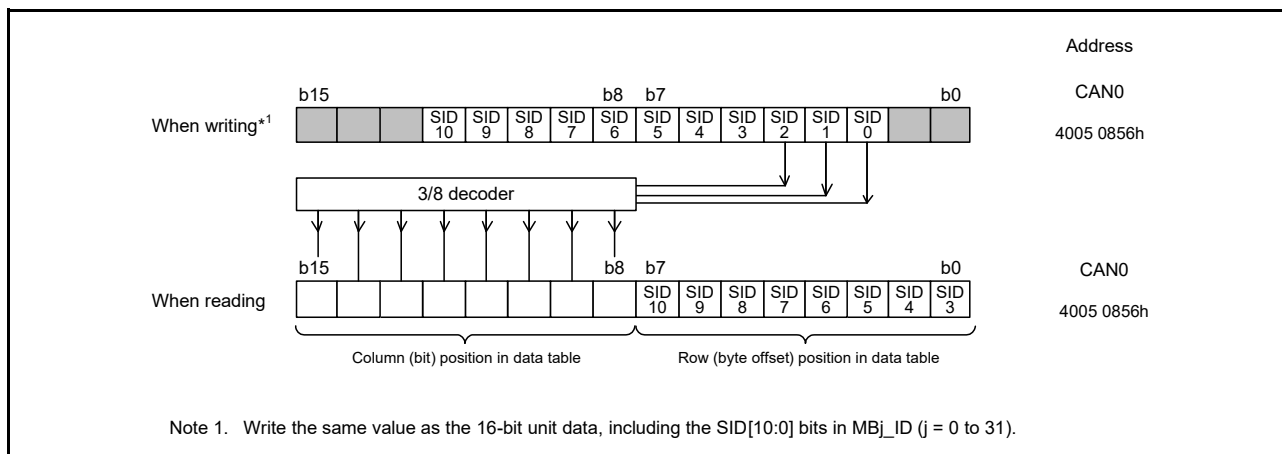 Address
b15 b8 b7 b0 CAN0
When writing*1 SID 10 SID 9 SID 8 SID 7 SID 6 SID 5 SID 4 SID 3 SID 2 SID 1 SID 0 4005 0856h
3/8 decoder
b15 b8 b7 b0 CAN0
When reading SID 10 SID 9 SID 8 SID 7 SID 6 SID 5 SID 4 SID 3 4005 0856h
Column (bit) position in data table Row (byte offset) position in data table
Note 1. Write the same value as the 16-bit unit data, including the SID[10:0] bits in MBj_ID (j = 0 to 31).